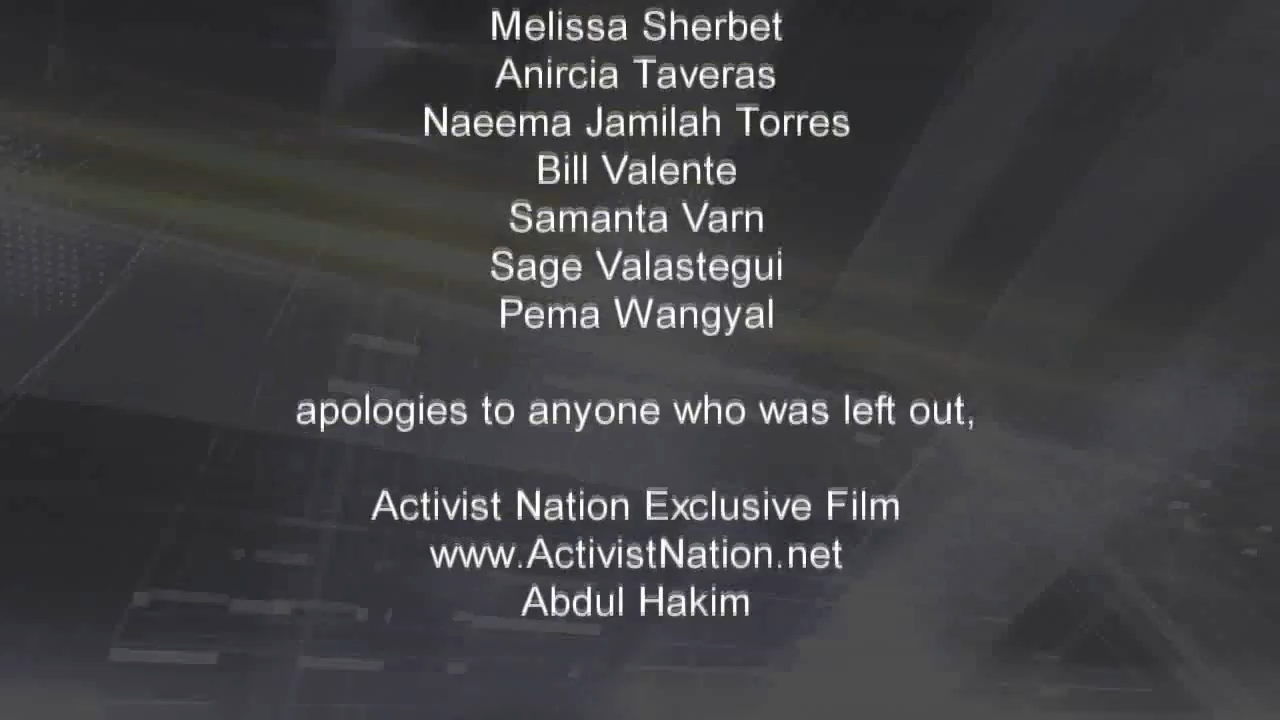 Melissa Sherbet
Anircia Taveras
Naeema Jamilah Torres
Bill Valente
Samanta Varn
Sage Valastegui
Pema Wangyal
apologies to anyone who was left out,
Activist Nation Exclusive Film
www.ActivistNation.net
Abdul Hakim